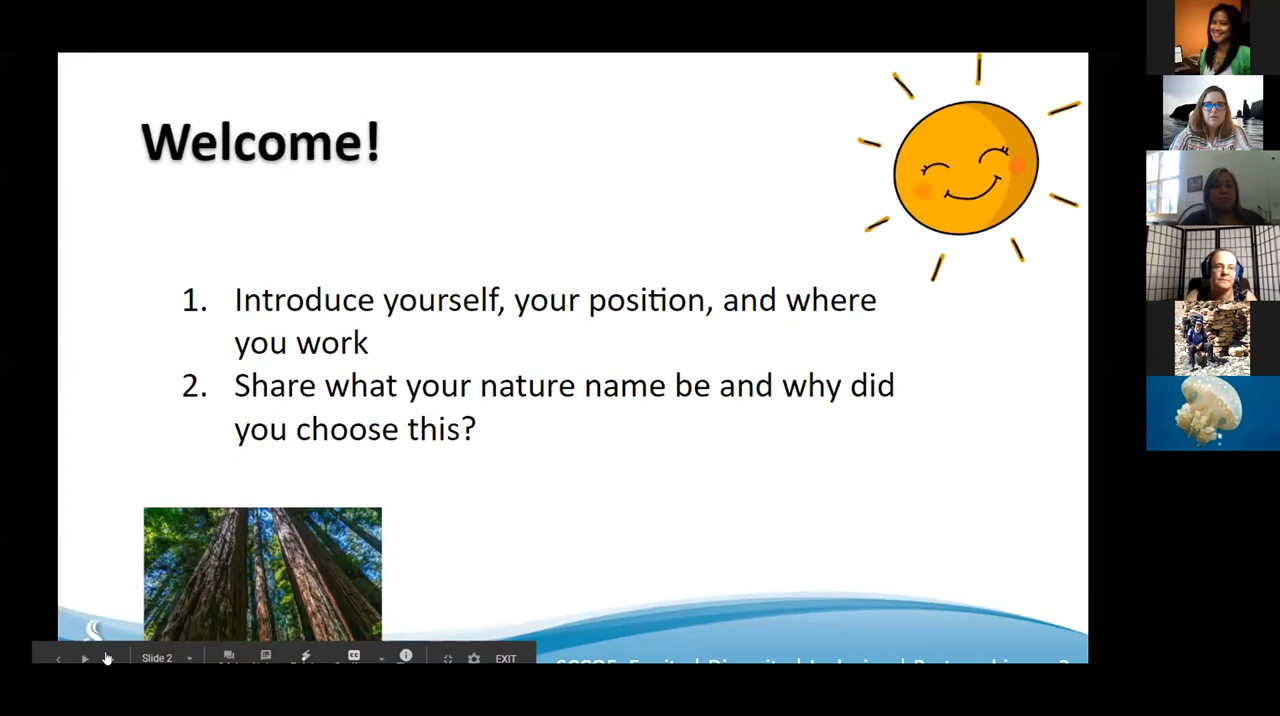 Welcome!
1. Introduce yourself, your position, and where
you work
2. Share what your nature name be and why did
you choose this?
Slide 2
EXIT